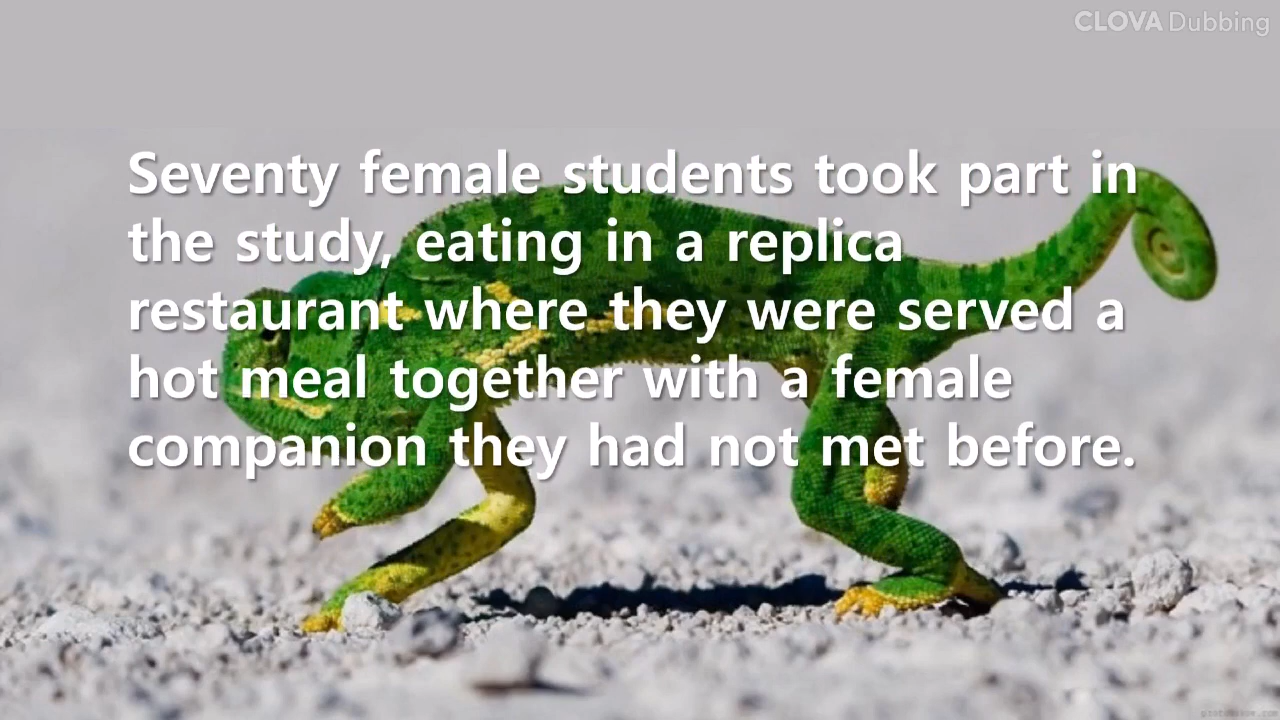 CLOVA Dubbing
Seventy female students took part in
the study, eating in a replica
restaurant where they were served a
hot meal together with a female
companion they had not met before.